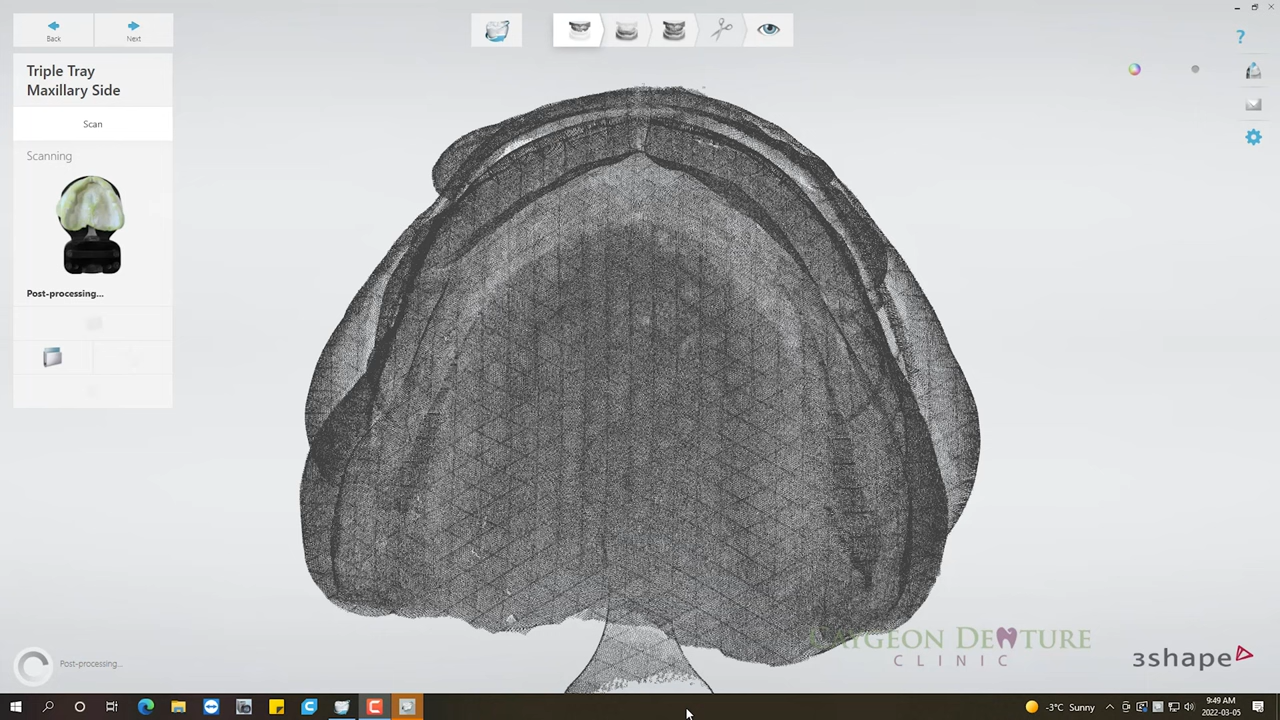 Back
Next
Triple Tray
Maxillary Side
Scan
Scanning
Post-processing...
Post-processing...
?
AYGEON DENTURE
CLINIC
3shape
-3°C Sunny
9:49 AM
2022-03-05